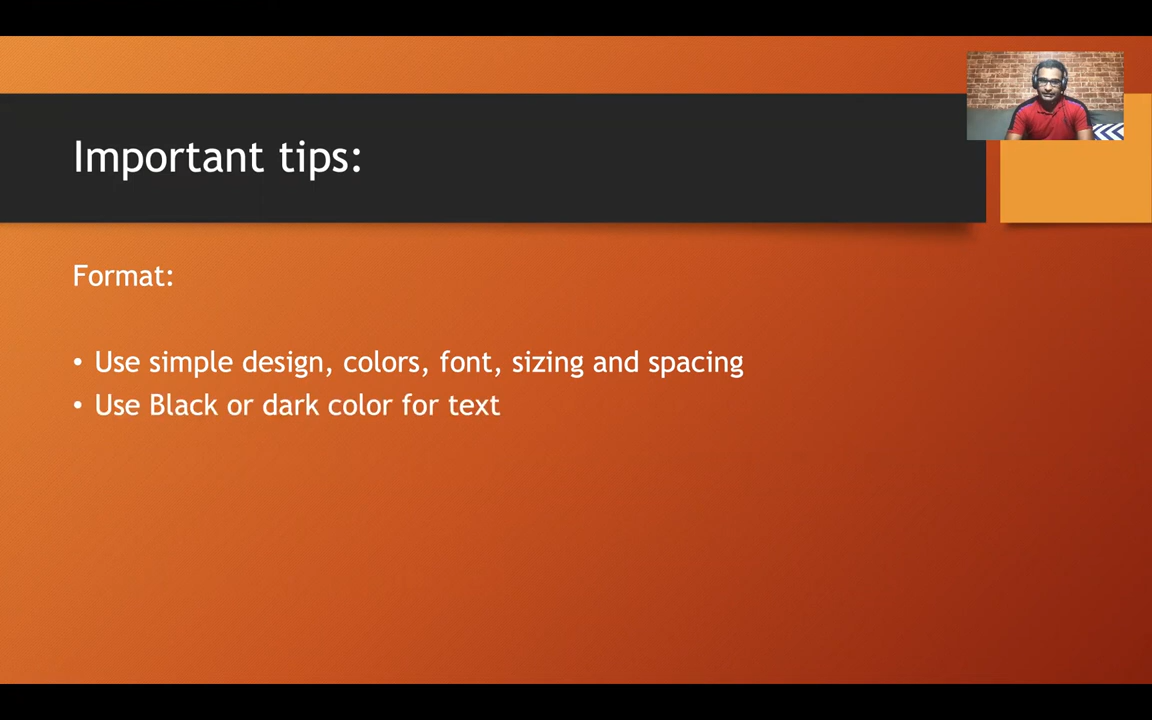 Important tips:
Format:
• Use simple design, colors, font, sizing and spacing
• Use Black or dark color for text